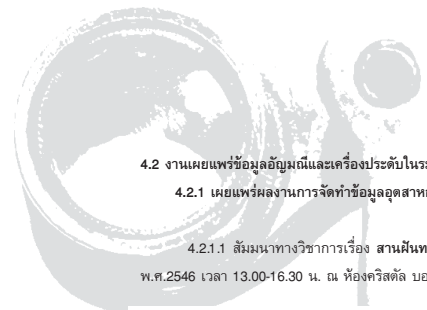 4.2 งานเผยแพร่ข้อมูลอัญมณีและเครื่องประดับในระ
4.2.1 เผยแพร่ผลงานการจัดทำข้อมูลอุตสาห
4.2.1.1 สัมมนาทางวิชาการเรื่อง สานฝันท
พ.ศ.2546 เวลา 13.00-16.30 น. ณ ห้องคริสตัล บอ